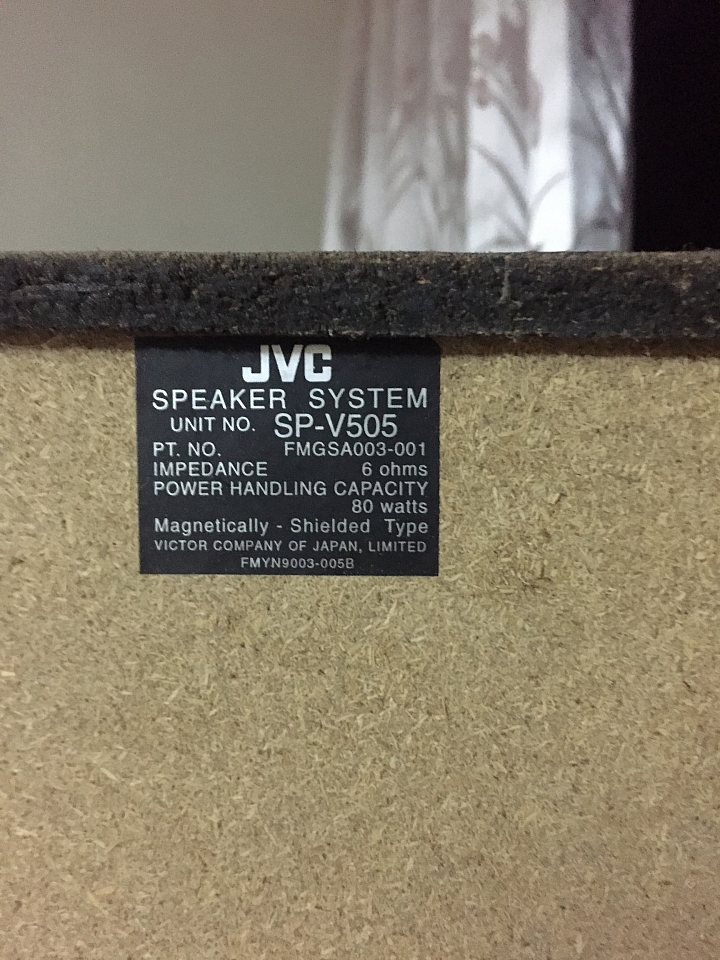 JVC
SPEAKER SYSTEM
UNIT NO. SP-V505
PT. NO. FMGSA003-001
IMPEDANCE 6 ohms
POWER HANDLING CAPACITY
80 watts
Magnetically - Shielded Type
VICTOR COMPANY OF JAPAN, LIMITED
FMYN9003-005B